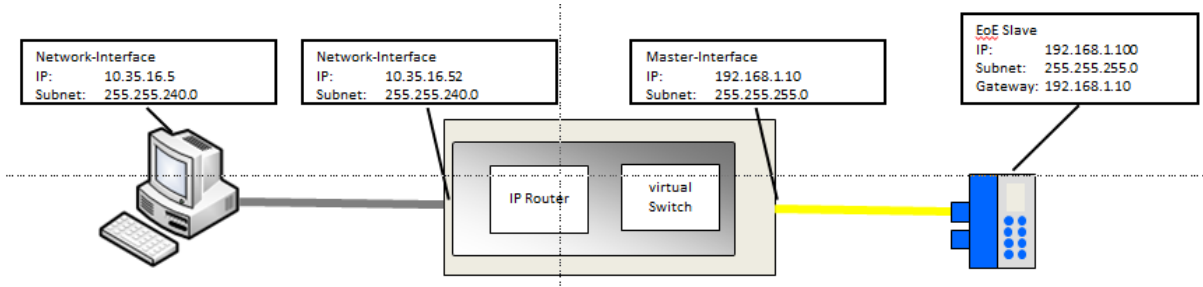 Network-Interface
IP: 10.35.16.5
Subnet: 255.255.240.0
Network-Interface
IP: 10.35.16.52
Subnet: 255.255.240.0
Master-Interface
IP: 192.168.1.10
Subnet: 255.255.255.0
EoE Slave
IP: 192.168.1.100
Subnet: 255.255.255.0
Gateway: 192.168.1.10
IP Router
virtual
Switch